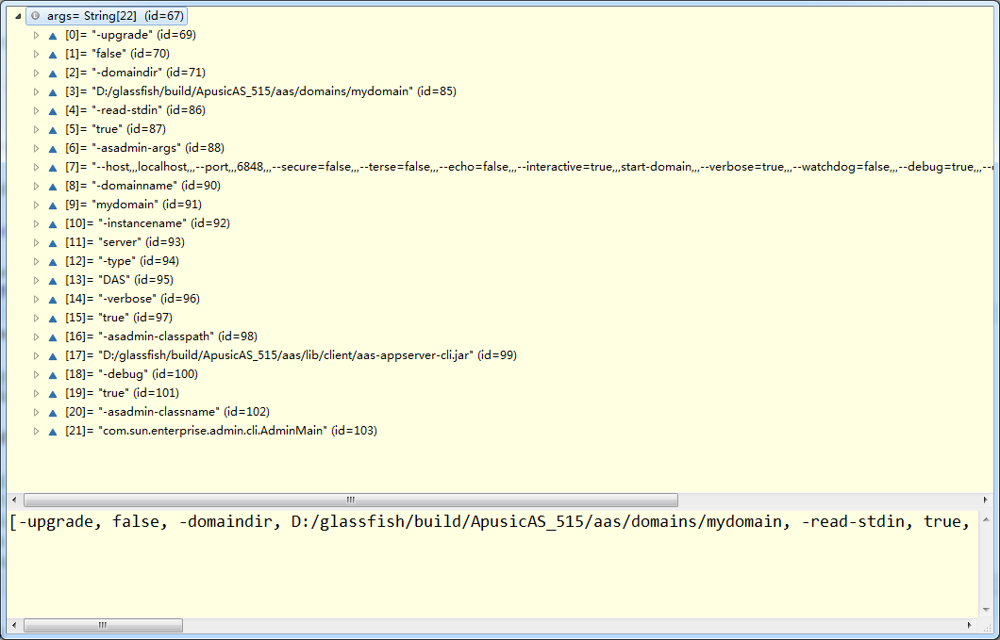 args= String[22] (id=67)
[0]= "-upgrade" (id=69)
[1]= "false" (id=70)
[2]= "-domaindir" (id=71)
[3]= "D:/glassfish/build/ApusicAS_515/aas/domains/mydomain" (id=85)
[4]= "-read-stdin" (id=86)
[5]= "true" (id=87)
[6]= "-asadmin-args" (id=88)
[7]= "--host,,,localhost,,,--port,,,6848,,,--secure=false,,,--terse=false,,,--echo=false,,,--interactive=true,,,start-domain,,,--verbose=true,,,--watchdog=false,,,--debug=true,,,--
[8]= "-domainname" (id=90)
[9]= "mydomain" (id=91)
[10]= "-instancename" (id=92)
[11]= "server" (id=93)
[12]= "-type" (id=94)
[13]= "DAS" (id=95)
[14]= "-verbose" (id=96)
[15]= "true" (id=97)
[16]= "-asadmin-classpath" (id=98)
[17]= "D:/glassfish/build/ApusicAS_515/aas/lib/client/aas-appserver-cli.jar" (id=99)
[18]= "-debug" (id=100)
[19]= "true" (id=101)
[20]= "-asadmin-classname" (id=102)
[21]= "com.sun.enterprise.admin.cli.AdminMain" (id=103)
[-upgrade, false, -domaindir, D:/glassfish/build/ApusicAS_515/aas/domains/mydomain, -read-stdin, true,